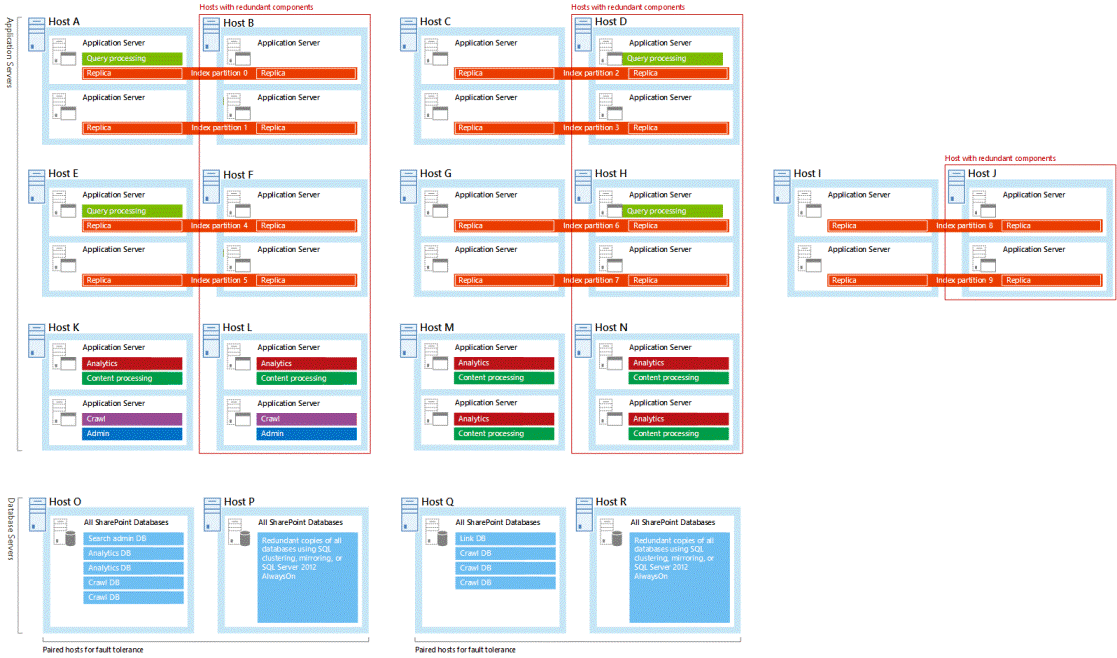 Hosts with redundant components
Hosts with redundant components
Application Servers
Host A
Application Server
Query processing
Replica
Index partition 0
Application Server
Replica
Index partition 1
Host B
Application Server
Replica
Application Server
Replica
Host C
Application Server
Replica
Index partition 2
Application Server
Replica
Index partition 3
Host D
Application Server
Query processing
Replica
Application Server
Replica
Host E
Application Server
Query processing
Replica
Index partition 4
Application Server
Replica
Index partition 5
Host F
Application Server
Replica
Application Server
Replica
Host G
Application Server
Replica
Index partition 6
Application Server
Replica
Index partition 7
Host H
Application Server
Query processing
Replica
Application Server
Replica
Host with redundant components
Host I
Application Server
Replica
Index partition 8
Application Server
Replica
Index partition 9
Host J
Application Server
Replica
Application Server
Replica
Host K
Application Server
Analytics
Content processing
Application Server
Crawl
Admin
Host L
Application Server
Analytics
Content processing
Application Server
Crawl
Admin
Host M
Application Server
Analytics
Content processing
Application Server
Analytics
Content processing
Host N
Application Server
Analytics
Content processing
Application Server
Analytics
Content processing
Database Servers
Host O
All SharePoint Databases
Search admin DB
Analytics DB
Analytics DB
Crawl DB
Crawl DB
Host P
All SharePoint Databases
Redundant copies of all
databases using SQL
clustering, mirroring, or
SQL Server 2012
AlwaysOn
Host Q
All SharePoint Databases
Link DB
Crawl DB
Crawl DB
Crawl DB
Host R
All SharePoint Databases
Redundant copies of all
databases using SQL
clustering, mirroring, or
SQL Server 2012
AlwaysOn
Paired hosts for fault tolerance
Paired hosts for fault tolerance